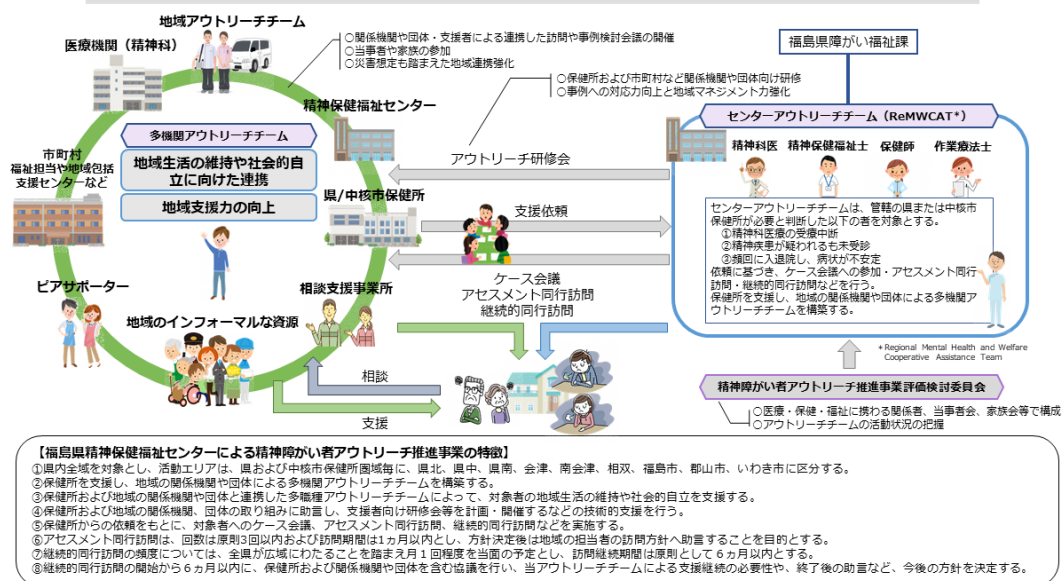 地域アウトリーチチーム
医療機関（精神科）
○関係機関や団体・支援者による連携した訪問や事例検討会議の開催
○当事者や家族の参加
○災害想定も踏まえた地域連携強化
福島県障がい福祉課
○保健所および市町村など関係機関や団体向け研修
○事例への対応力向上と地域マネジメント力強化
精神保健福祉センター
センターアウトリーチチーム（ReMWCAT*）
多機関アウトリーチチーム
精神科医
精神保健福祉士
保健師
作業療法士
市町村
福祉担当や地域包括
支援センターなど
地域生活の維持や社会的自
立に向けた連携
地域支援力の向上
アウトリーチ研修会
県/中核市保健所
支援依頼
センターアウトリーチチームは、管轄の県または中核市
保健所が必要と判断した以下の者を対象とする。
①精神科医療の受療中断
②精神疾患が疑われるも未受診
③頻回に入退院し、病状が不安定
依頼に基づき、ケース会議への参加・アセスメント同行
訪問・継続的同行訪問などを行う。
保健所を支援し、地域の関係機関や団体による多機関ア
ウトリーチチームを構築する。
ケース会議
アセスメント同行訪問
継続的同行訪問
ピアサポーター
相談支援事業所
地域のインフォーマルな資源
＊Regional Mental Health and Welfare
Cooperative Assistance Team
相談
支援
精神障がい者アウトリーチ推進事業評価検討委員会
○医療・保健・福祉に携わる関係者、当事者会、家族会等で構成
○アウトリーチチームの活動状況の把握
【福島県精神保健福祉センターによる精神障がい者アウトリーチ推進事業の特徴】
①県内全域を対象とし、活動エリアは、県および中核市保健所圏域毎に、県北、県中、県南、会津、南会津、相双、福島市、郡山市、いわき市に区分する。
②保健所を支援し、地域の関係機関や団体による多機関アウトリーチチームを構築する。
③保健所および地域の関係機関や団体と連携した多職種アウトリーチチームによって、対象者の地域生活の維持や社会的自立を支援する。
④保健所および地域の関係機関、団体の取り組みに助言し、支援者向け研修会等を計画・開催するなどの技術的支援を行う。
⑤保健所からの依頼をもとに、対象者へのケース会議、アセスメント同行訪問、継続的同行訪問などを実施する。
⑥アセスメント同行訪問は、回数は原則3回以内および訪問期間は1ヵ月以内とし、方針決定後は地域の担当者の訪問方針へ助言することを目的とする。
⑦継続的同行訪問の頻度については、全県が広域にわたることを踏まえ月１回程度を当面の予定とし、訪問継続期間は原則として６ヵ月以内とする。
⑧継続的同行訪問の開始から６ヵ月以内に、保健所および関係機関や団体を含む協議を行い、当アウトリーチチームによる支援継続の必要性や、終了後の助言など、今後の方針を決定する。